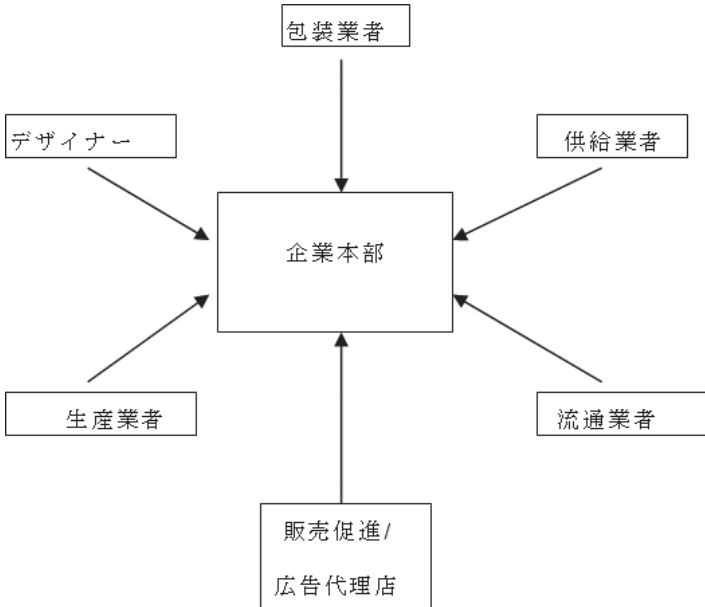 包装業者
デザイナー
供給業者
企業本部
生産業者
流通業者
販売促進/
広告代理店